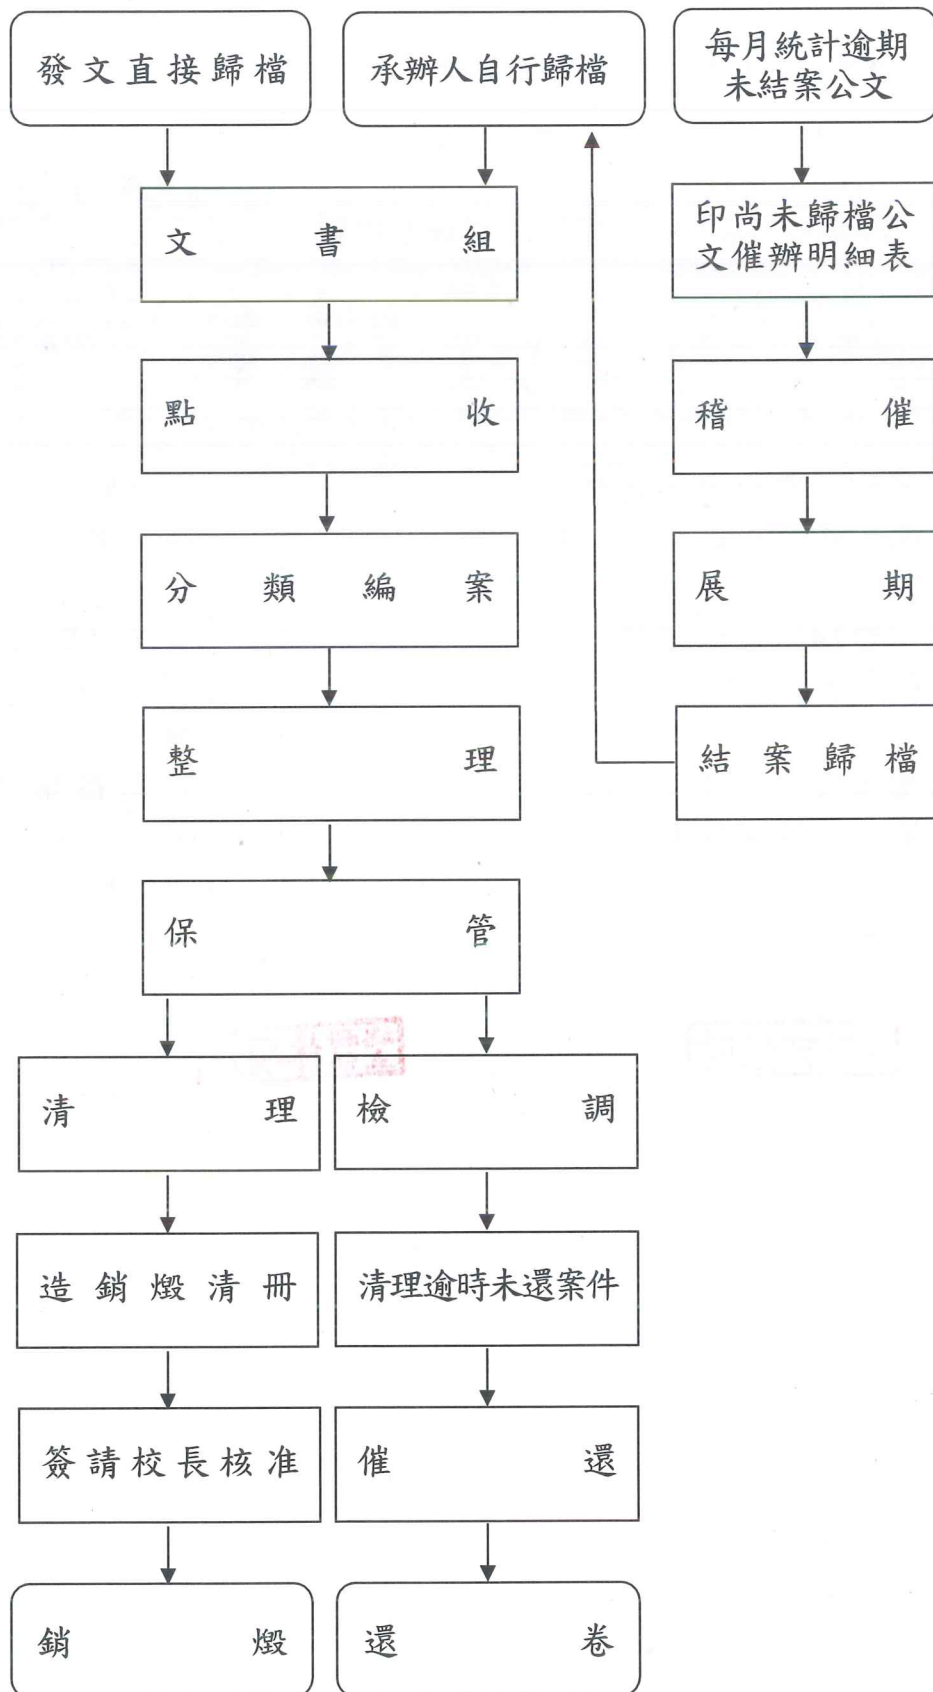 發文直接歸檔
承辦人自行歸檔
每月統計逾期
未結案公文
文書組
印尚未歸檔公
文催辦明細表
點收
稽催
分類編案
展期
整理
結案歸檔
保管
清理
檢調
造銷燬清冊
清理逾時未還案件
簽請校長核准
催還
銷燬
還卷